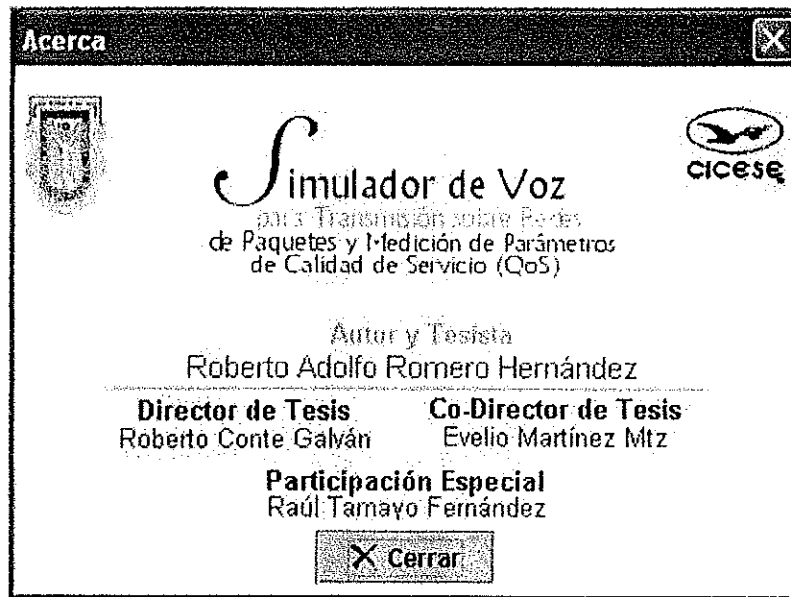 Acerca
Simulador de Voz
para Transmisión sobre Redes
de Paquetes y Medición de Parámetros
de Calidad de Servicio (QoS)
CICESE
Autor y Tesista
Roberto Adolfo Romero Hernández
Director de Tesis
Roberto Conte Galván
Co-Director de Tesis
Evelio Martínez Mtz
Participación Especial
Raúl Tamayo Fernández
X Cerrar